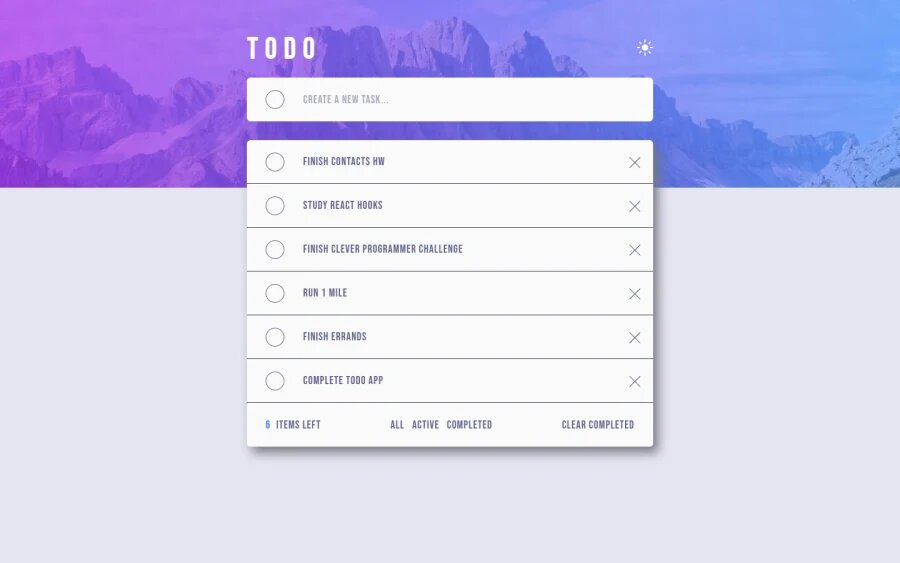 TODO
CREATE A NEW TASK...
FINISH CONTACTS HW
STUDY REACT HOOKS
FINISH CLEVER PROGRAMMER CHALLENGE
RUN 1 MILE
FINISH ERRANDS
COMPLETE TODO APP
6 ITEMS LEFT ALL ACTIVE COMPLETED CLEAR COMPLETED